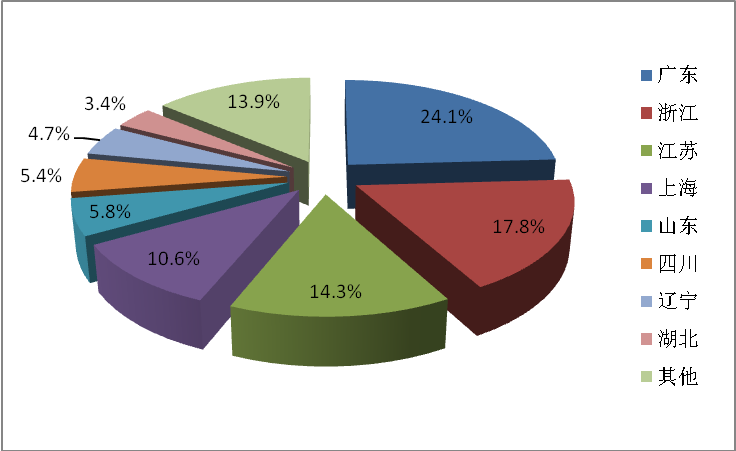 24.1%
17.8%
14.3%
10.6%
5.8%
5.4%
4.7%
3.4%
13.9%
广东
浙江
江苏
上海
山东
四川
辽宁
湖北
其他